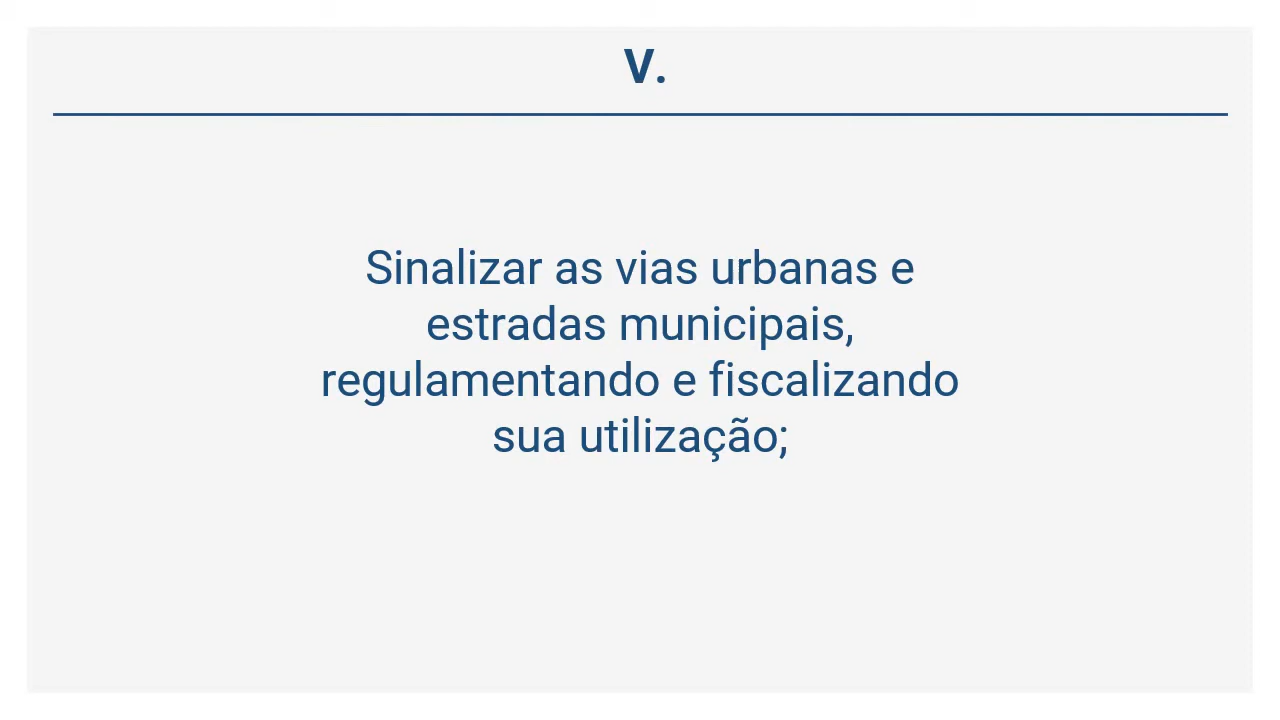 V.
Sinalizar as vias urbanas e
estradas municipais,
regulamentando e fiscalizando
sua utilização;